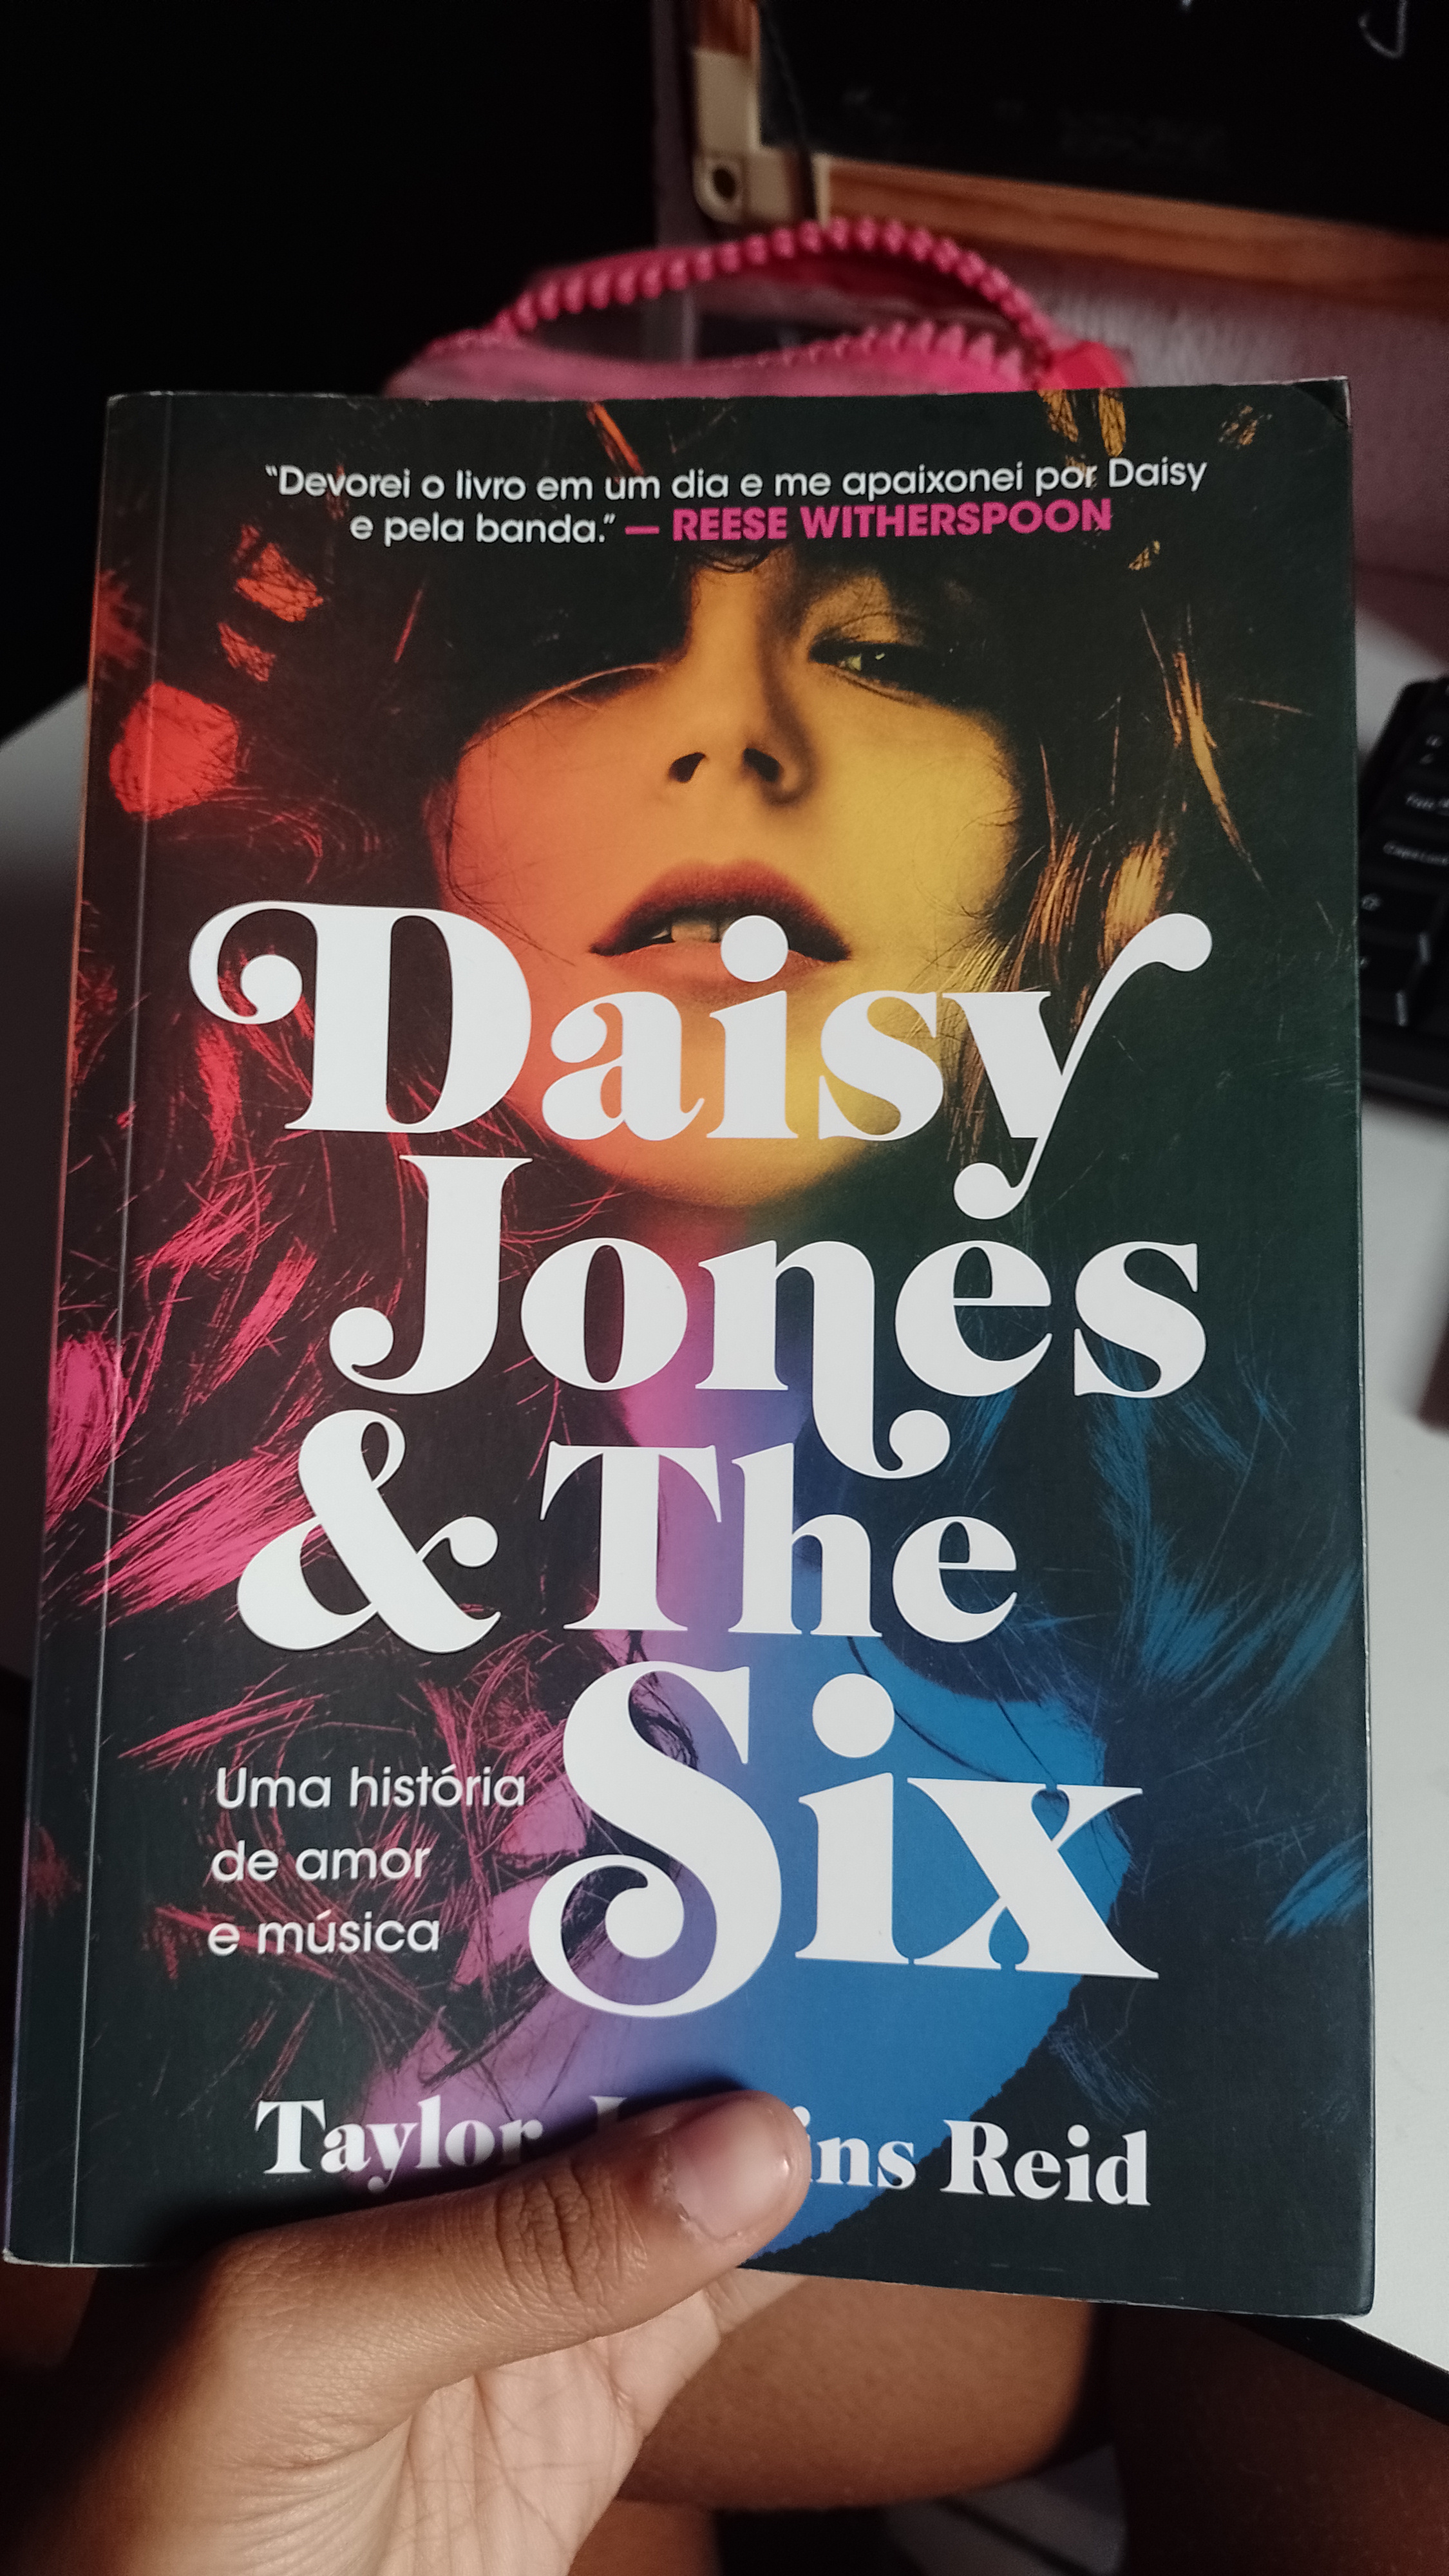 “Devorei o livro em um dia e me apaixonei por Daisy
e pela banda.” — REESE WITHERSPOON
Daisy
Jones
& The
Six
Uma história
de amor
e música
Taylor Reid